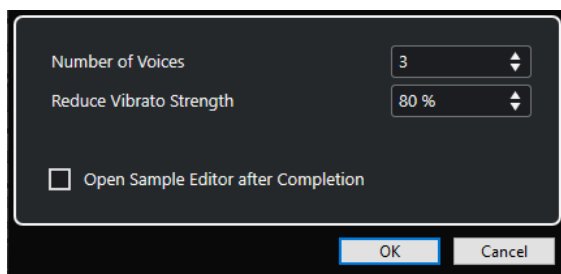 Number of Voices 3
Reduce Vibrato Strength 80 %
Open Sample Editor after Completion
OK Cancel